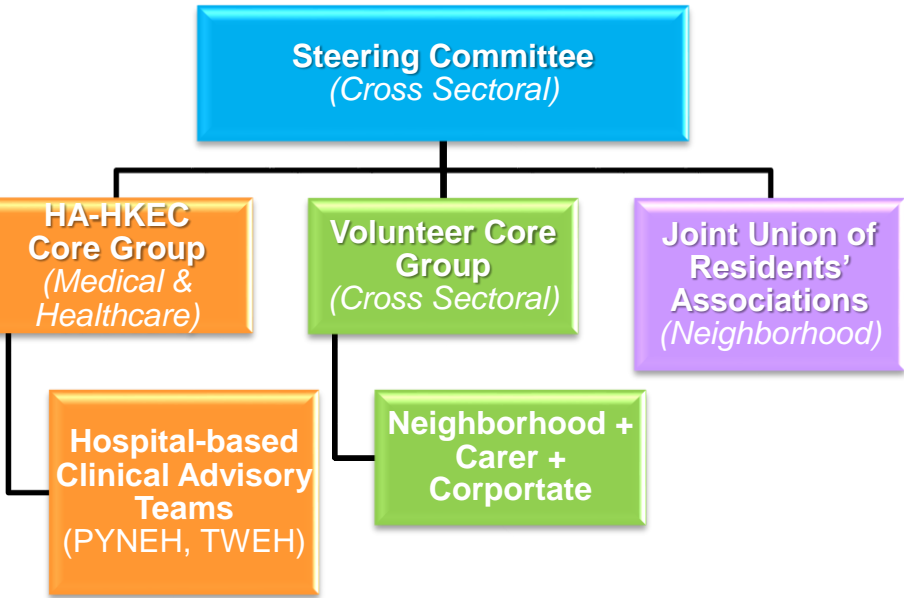 Steering Committee
(Cross Sectoral)
HA-HKEC
Core Group
(Medical &
Healthcare)
Volunteer Core
Group
(Cross Sectoral)
Joint Union of
Residents’
Associations
(Neighborhood)
Hospital-based
Clinical Advisory
Teams
(PYNEH, TWEH)
Neighborhood +
Carer +
Corportate